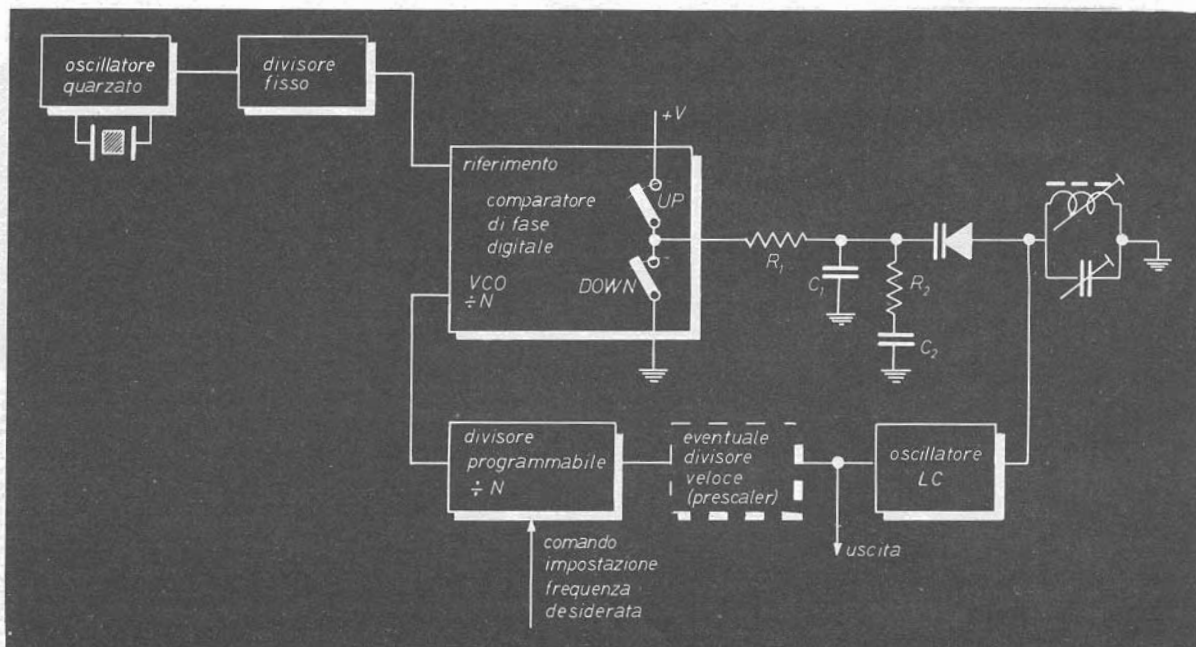 oscillatore
quarzato
divisore
fisso
+V
riferimento
comparatore
di fase
digitale
UP
DOWN
VCO
÷N
R1
C1
R2
C2
divisore
programmabile
÷ N
eventuale
divisore
veloce
(prescaler)
oscillatore
LC
uscita
comando
impostazione
frequenza
desiderata